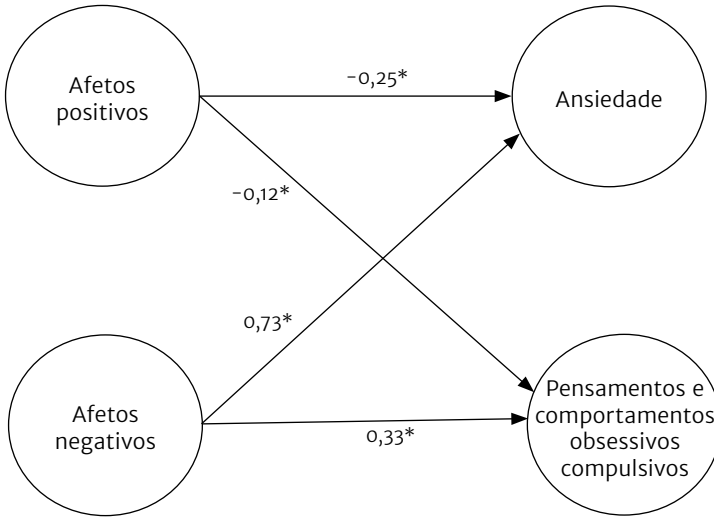 Afetos
positivos
-0,25*
Ansiedade
-0,12*
0,73*
Afetos
negativos
0,33*
Pensamentos e
comportamentos
obsessivos
compulsivos